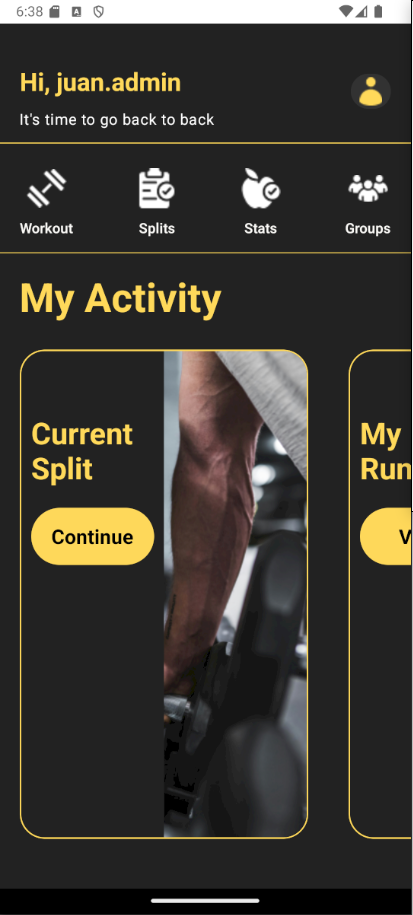 6:38
Hi, juan.admin
It's time to go back to back
Workout Splits Stats Groups
My Activity
Current
Split
Continue
My
Run
V